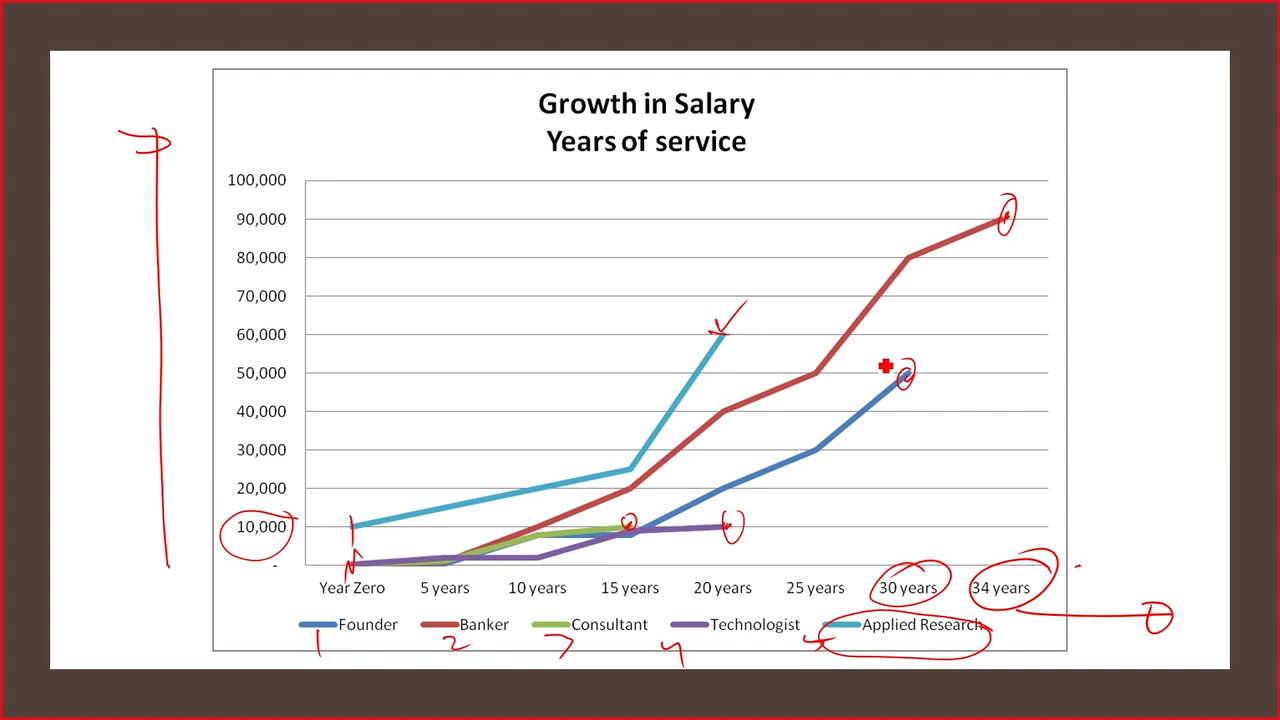 Growth in Salary
Years of service
100,000
90,000
80,000
70,000
60,000
50,000
40,000
30,000
20,000
10,000
-
Year Zero 5 years 10 years 15 years 20 years 25 years 30 years 34 years
Founder Banker Consultant Technologist Applied Research
1 2 3 4